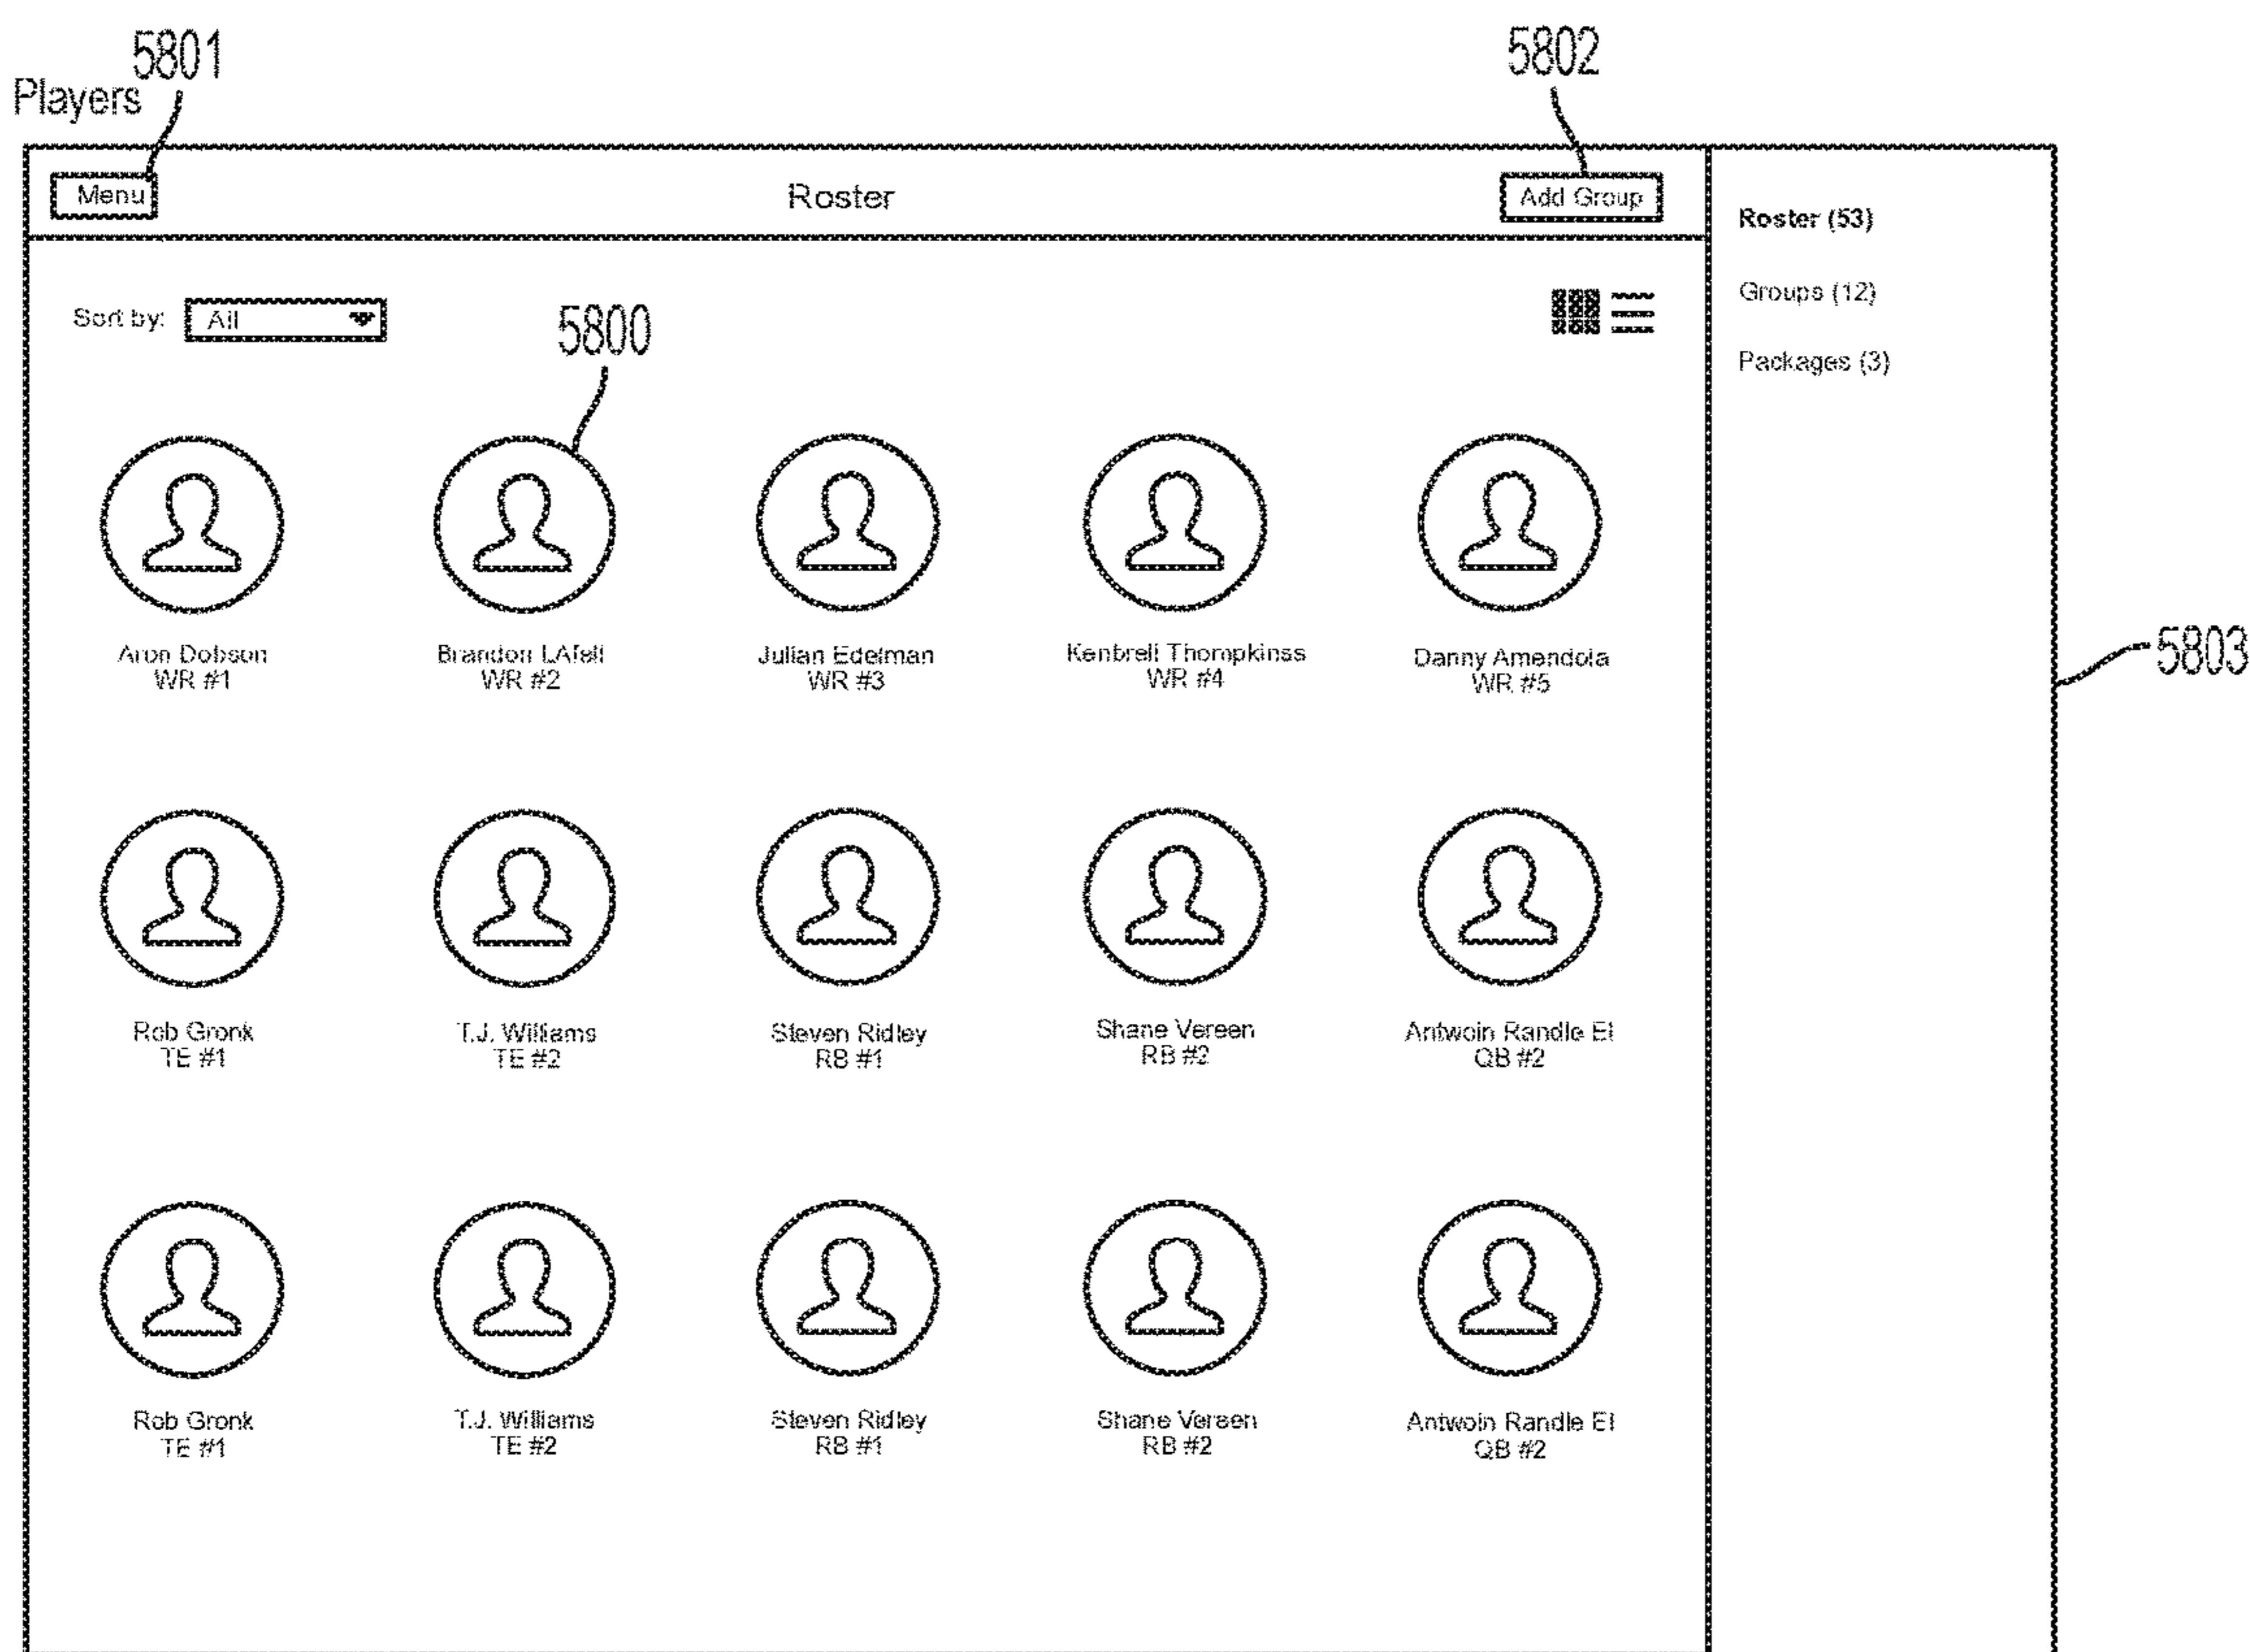 5801
5802
Players
Menu
Roster
Add Group
Roster (53)
Groups (12)
Packages (3)
Sort by:
All
5800
Aron Dobson
WR #1
Brandon LAfell
WR #2
Julian Edelman
WR #3
Kenbrell Thompkinss
WR #4
Danny Amendola
WR #5
5803
Rob Gronk
TE #1
T.J. Williams
TE #2
Steven Ridley
RB #1
Shane Vereen
RB #2
Antwoin Randle El
QB #2
Rob Gronk
TE #1
T.J. Williams
TE #2
Steven Ridley
RB #1
Shane Vereen
RB #2
Antwoin Randle El
QB #2